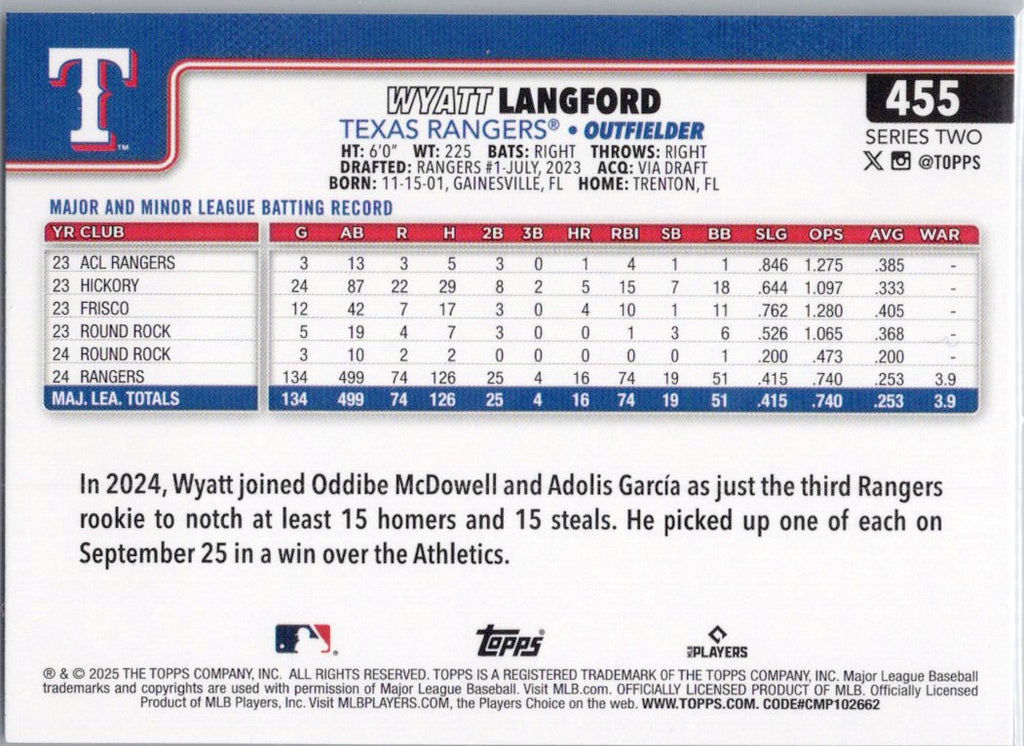 T
TM
WYATT LANGFORD
455
TEXAS RANGERS® • OUTFIELDER
SERIES TWO
HT: 6'0" WT: 225 BATS: RIGHT THROWS: RIGHT
@TOPPS
DRAFTED: RANGERS #1-JULY, 2023 ACQ: VIA DRAFT
BORN: 11-15-01, GAINESVILLE, FL HOME: TRENTON, FL
MAJOR AND MINOR LEAGUE BATTING RECORD
YR CLUB G AB R H 2B 3B HR RBI SB BB SLG OPS AVG WAR
23 ACL RANGERS 3 13 3 5 3 0 1 4 1 1 .846 1.275 .385 -
23 HICKORY 24 87 22 29 8 2 5 15 7 18 .644 1.097 .333 -
23 FRISCO 12 42 7 17 3 0 4 10 1 11 .762 1.280 .405 -
23 ROUND ROCK 5 19 4 7 3 0 0 1 3 6 .526 1.065 .368 -
24 ROUND ROCK 3 10 2 2 0 0 0 0 0 1 .200 .473 .200 -
24 RANGERS 134 499 74 126 25 4 16 74 19 51 .415 .740 .253 3.9
MAJ. LEA. TOTALS 134 499 74 126 25 4 16 74 19 51 .415 .740 .253 3.9
In 2024, Wyatt joined Oddibe McDowell and Adolis García as just the third Rangers
rookie to notch at least 15 homers and 15 steals. He picked up one of each on
September 25 in a win over the Athletics.
Topps®
MLB PLAYERS
® & © 2025 THE TOPPS COMPANY, INC. ALL RIGHTS RESERVED. TOPPS IS A REGISTERED TRADEMARK OF THE TOPPS COMPANY, INC. Major League Baseball
trademarks and copyrights are used with permission of Major League Baseball. Visit MLB.com. OFFICIALLY LICENSED PRODUCT OF MLB. Officially Licensed
Product of MLB Players, Inc. Visit MLBPLAYERS.COM, the Players Choice on the web. WWW.TOPPS.COM. CODE#CMP102662